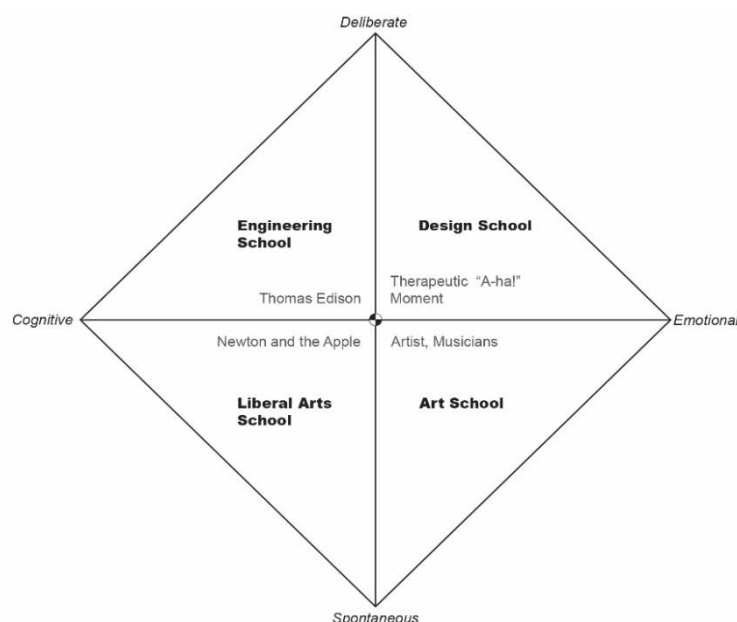 Deliberate
Engineering
School
Design School
Thomas Edison
Therapeutic "A-ha!"
Moment
Cognitive
Emotional
Newton and the Apple
Artist, Musicians
Liberal Arts
School
Art School
Spontaneous